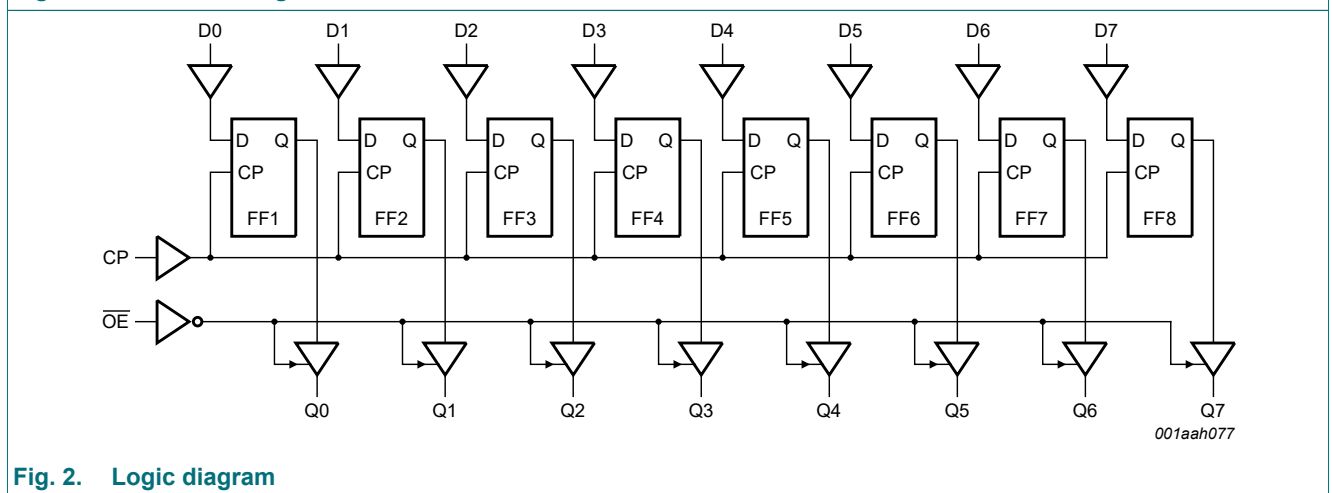 D0 D1 D2 D3 D4 D5 D6 D7
D Q D Q D Q D Q D Q D Q D Q D Q
CP CP CP CP CP CP CP CP
FF1 FF2 FF3 FF4 FF5 FF6 FF7 FF8
CP
OE
Q0 Q1 Q2 Q3 Q4 Q5 Q6 Q7
001aah077
Fig. 2. Logic diagram